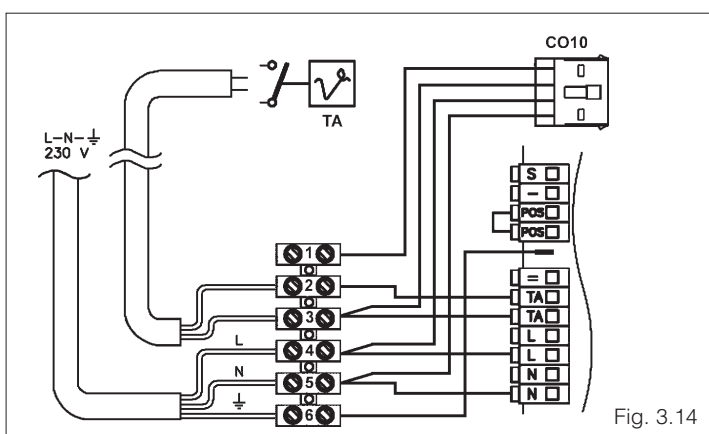 CO10
TA
L-N-⏚
230 V
S
-
POS
POS
=
TA
TA
L
L
N
N
1
2
3
L 4
N 5
⏚ 6
Fig. 3.14